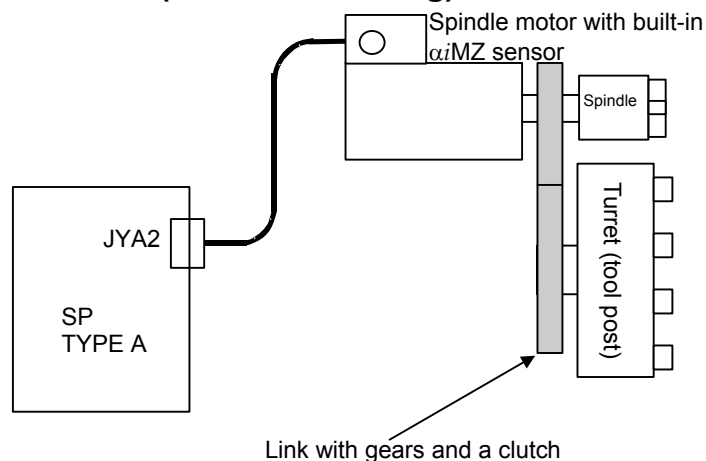 Spindle motor with built-in
αiMZ sensor
Spindle
JYA2
Turret (tool post)
SP
TYPE A
Link with gears and a clutch